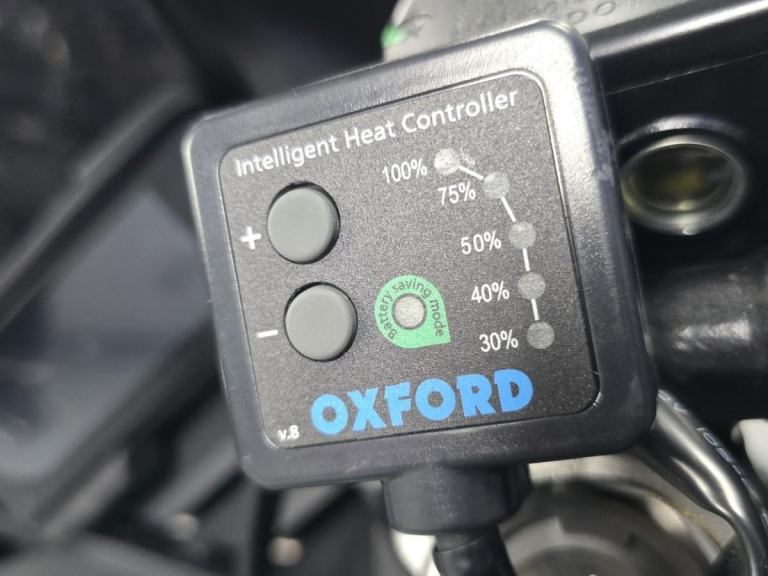 Intelligent Heat Controller
100%
75%
+
50%
Battery saving mode
40%
−
30%
OXFORD
v.8